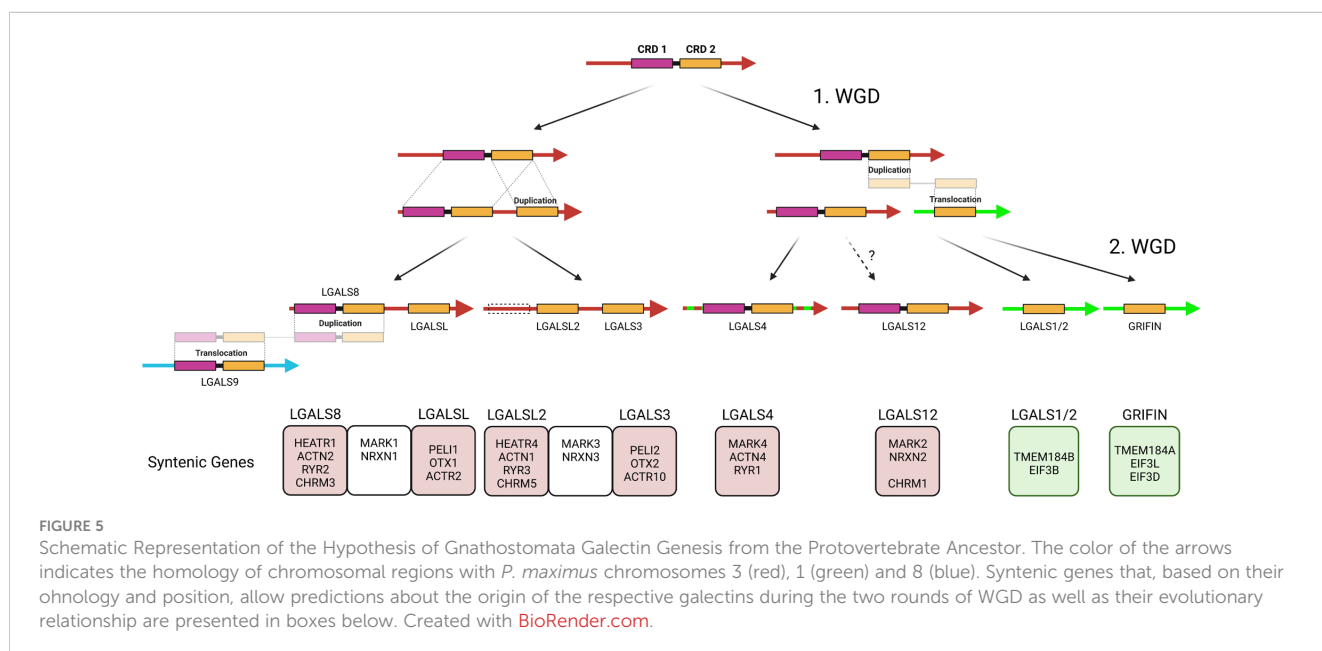 CRD 1 CRD 2
1. WGD
Duplication
Duplication
Translocation
2. WGD
?
LGALS8
Duplication
LGALSL
LGALSL2
LGALS3
LGALS4
LGALS12
LGALS1/2
GRIFIN
Translocation
LGALS9
Syntenic Genes
LGALS8
HEATR1
ACTN2
RYR2
CHRM3
MARK1
NRXN1
LGALSL
PELI1
OTX1
ACTR2
LGALSL2
HEATR4
ACTN1
RYR3
CHRM5
MARK3
NRXN3
LGALS3
PELI2
OTX2
ACTR10
LGALS4
MARK4
ACTN4
RYR1
LGALS12
MARK2
NRXN2
CHRM1
LGALS1/2
TMEM184B
EIF3B
GRIFIN
TMEM184A
EIF3L
EIF3D
FIGURE 5
Schematic Representation of the Hypothesis of Gnathostomata Galectin Genesis from the Protovertebrate Ancestor. The color of the arrows
indicates the homology of chromosomal regions with P. maximus chromosomes 3 (red), 1 (green) and 8 (blue). Syntenic genes that, based on their
ohnology and position, allow predictions about the origin of the respective galectins during the two rounds of WGD as well as their evolutionary
relationship are presented in boxes below. Created with BioRender.com.